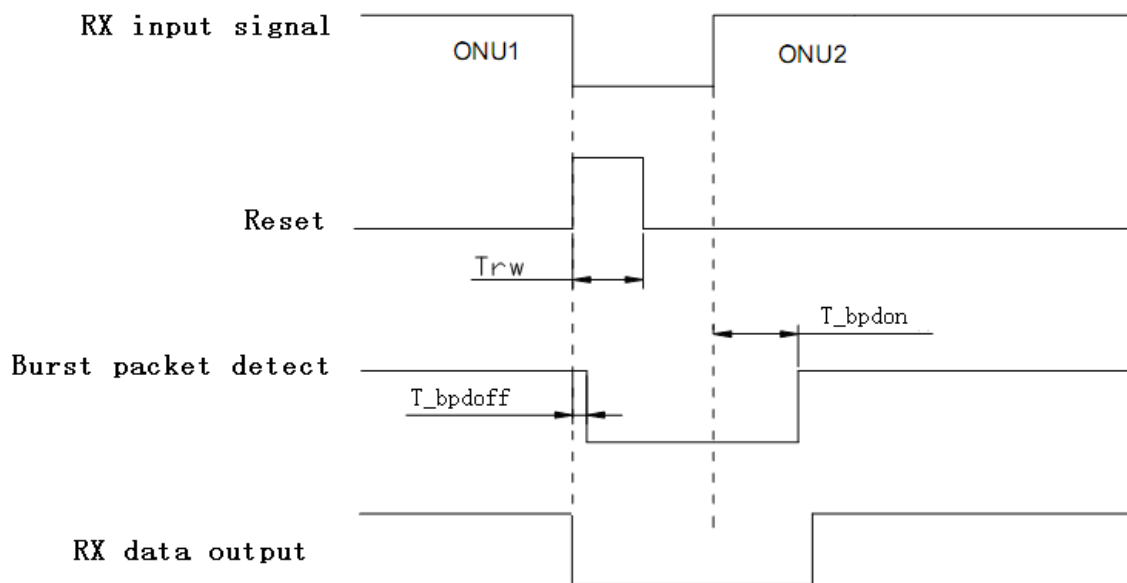 RX input signal
ONU1
ONU2
Reset
Trw
T_bpdon
Burst packet detect
T_bpdoff
RX data output